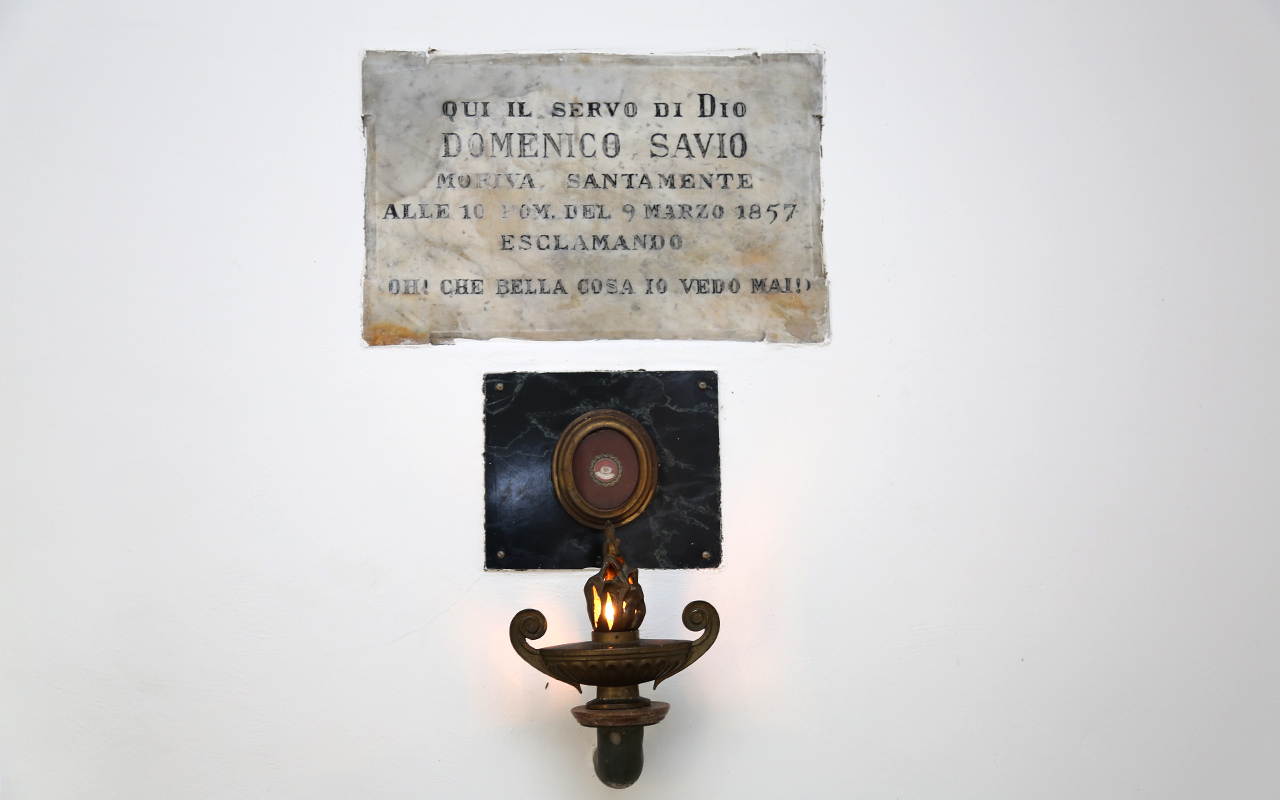 QUI IL SERVO DI DIO
DOMENICO SAVIO
MORIVA SANTAMENTE
ALLE 10 POM. DEL 9 MARZO 1857
ESCLAMANDO
(OH! CHE BELLA COSA IO VEDO MAI!)